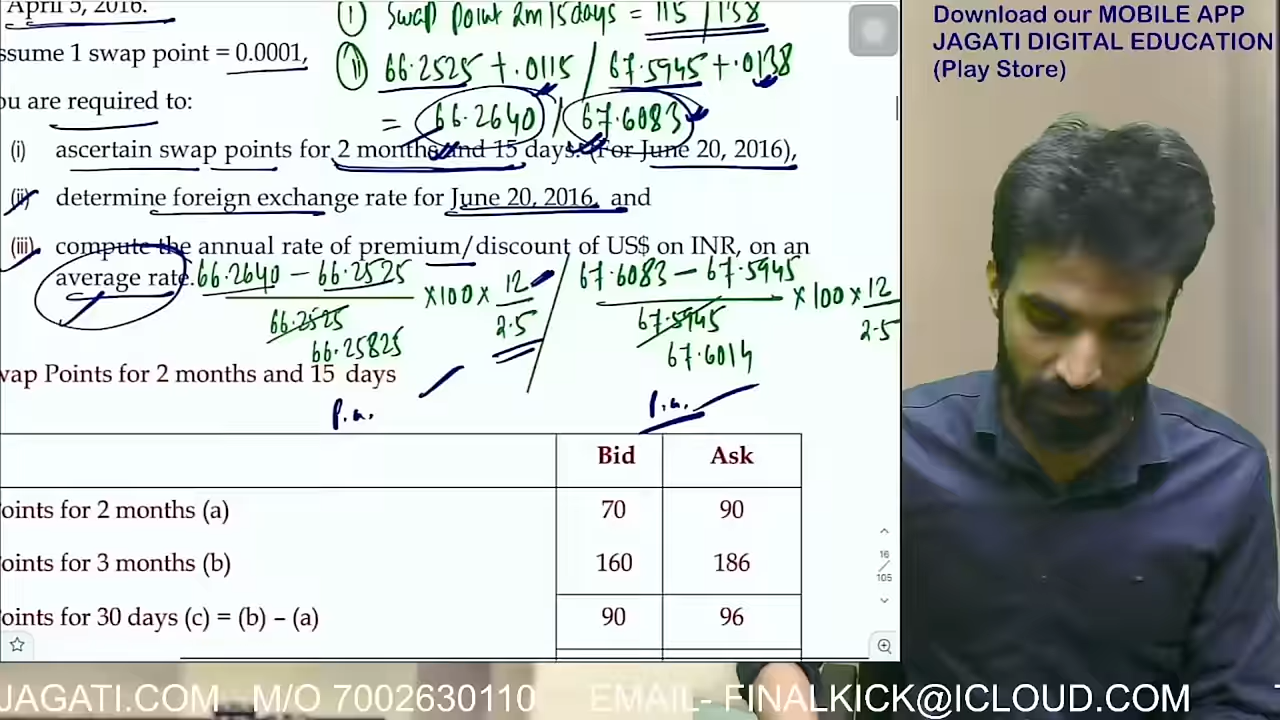 April 5, 2016.
ssume 1 swap point = 0.0001,
ou are required to:
(i) ascertain swap points for 2 months and 15 days. (For June 20, 2016),
(ii) determine foreign exchange rate for June 20, 2016, and
(iii) compute the annual rate of premium/discount of US$ on INR, on an
average rate.
(i) Swap point 2m 15 days = 115 / 138
(ii) 66.2525 + .0115 / 67.5945 + .0138
= 66.2640 / 67.6083
66.2640 – 66.2525
66.2525
66.25825
× 100 × 12
2.5
p.a.
67.6083 – 67.5945
67.5945
67.6014
× 100 × 12
2.5
p.a.
wap Points for 2 months and 15 days
Bid Ask
oints for 2 months (a) 70 90
oints for 3 months (b) 160 186
oints for 30 days (c) = (b) – (a) 90 96
16
/
105
Download our MOBILE APP
JAGATI DIGITAL EDUCATION
(Play Store)
JAGATI.COM M/O 7002630110 EMAIL- FINALKICK@ICLOUD.COM